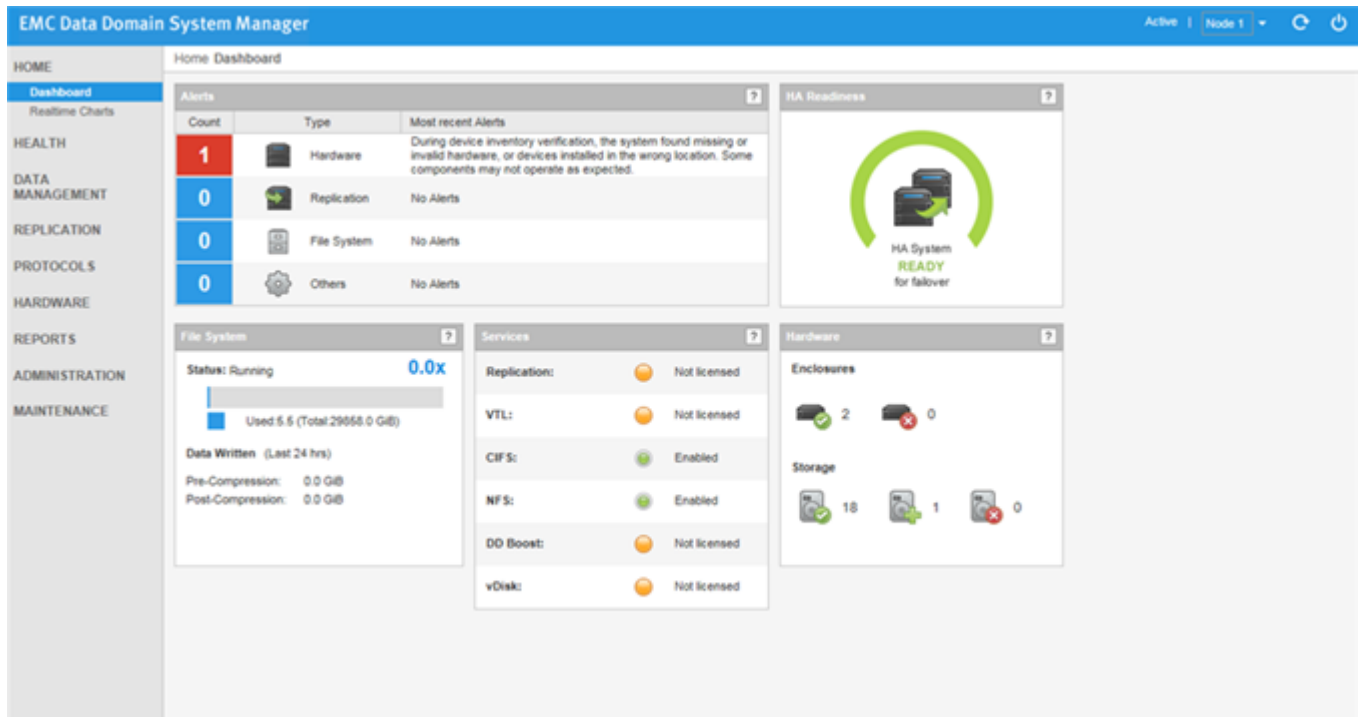 EMC Data Domain System Manager
Active | Node 1
HOME
Dashboard
Realtime Charts
HEALTH
DATA
MANAGEMENT
REPLICATION
PROTOCOLS
HARDWARE
REPORTS
ADMINISTRATION
MAINTENANCE
Home Dashboard
Alerts ?
Count Type Most recent Alerts
1 Hardware During device inventory verification, the system found missing or
invalid hardware, or devices installed in the wrong location. Some
components may not operate as expected.
0 Replication No Alerts
0 File System No Alerts
0 Others No Alerts
HA Readiness ?
HA System
READY
for failover
File System ?
Status: Running 0.0x
Used:5.5 (Total:29658.0 GiB)
Data Written (Last 24 hrs)
Pre-Compression: 0.0 GiB
Post-Compression: 0.0 GiB
Services ?
Replication: Not licensed
VTL: Not licensed
CIFS: Enabled
NFS: Enabled
DD Boost: Not licensed
vDisk: Not licensed
Hardware ?
Enclosures
2 0
Storage
18 1 0